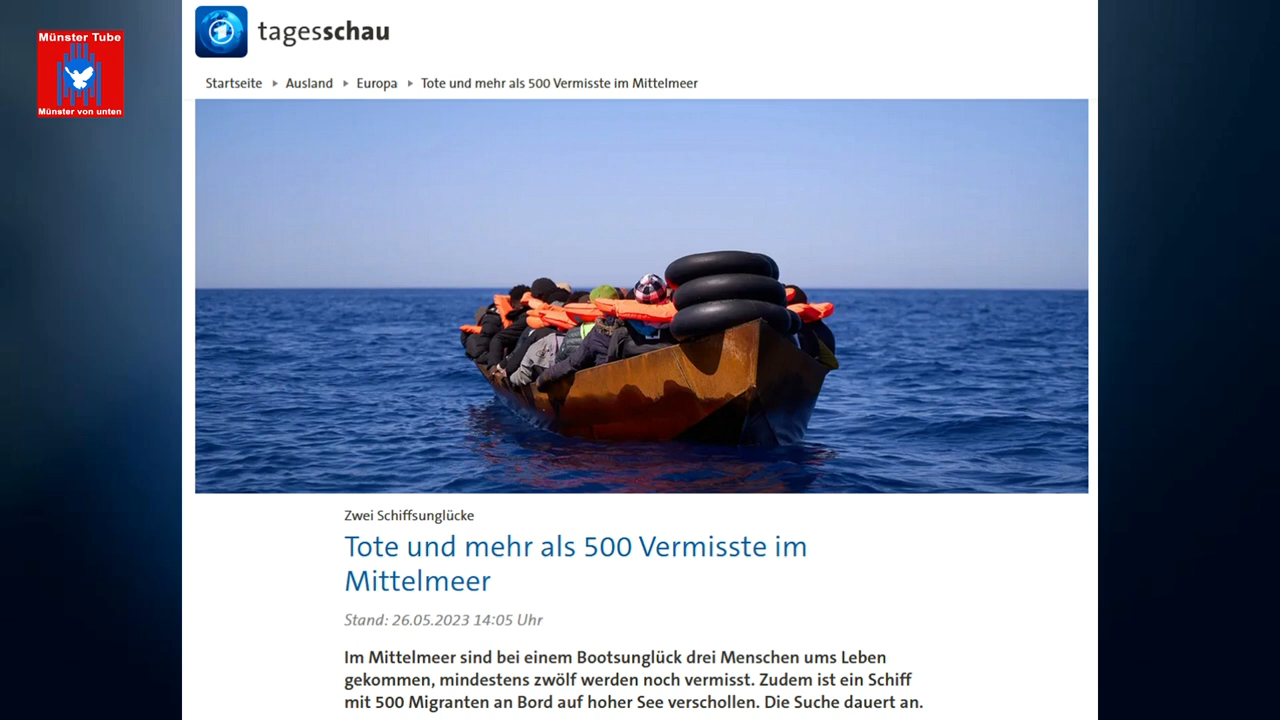 Münster Tube
Münster von unten
tagesschau
Startseite Ausland Europa Tote und mehr als 500 Vermisste im Mittelmeer
Zwei Schiffsunglücke
Tote und mehr als 500 Vermisste im
Mittelmeer
Stand: 26.05.2023 14:05 Uhr
Im Mittelmeer sind bei einem Bootsunglück drei Menschen ums Leben
gekommen, mindestens zwölf werden noch vermisst. Zudem ist ein Schiff
mit 500 Migranten an Bord auf hoher See verschollen. Die Suche dauert an.